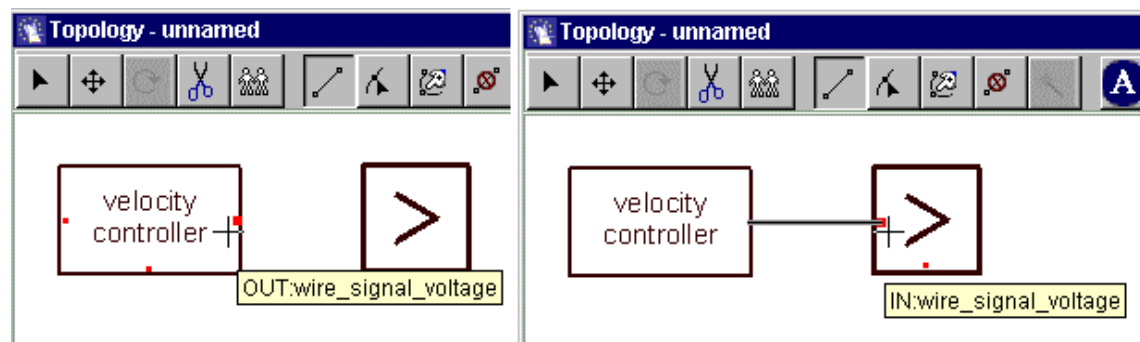 Topology - unnamed
velocity
controller
OUT:wire_signal_voltage
Topology - unnamed
A
velocity
controller
IN:wire_signal_voltage